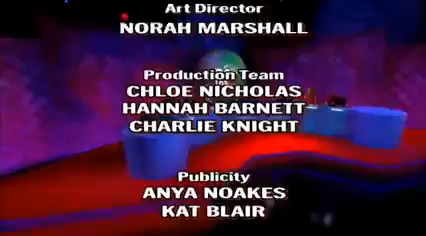 Art Director
NORAH MARSHALL
Production Team
CHLOE NICHOLAS
HANNAH BARNETT
CHARLIE KNIGHT
Publicity
ANYA NOAKES
KAT BLAIR